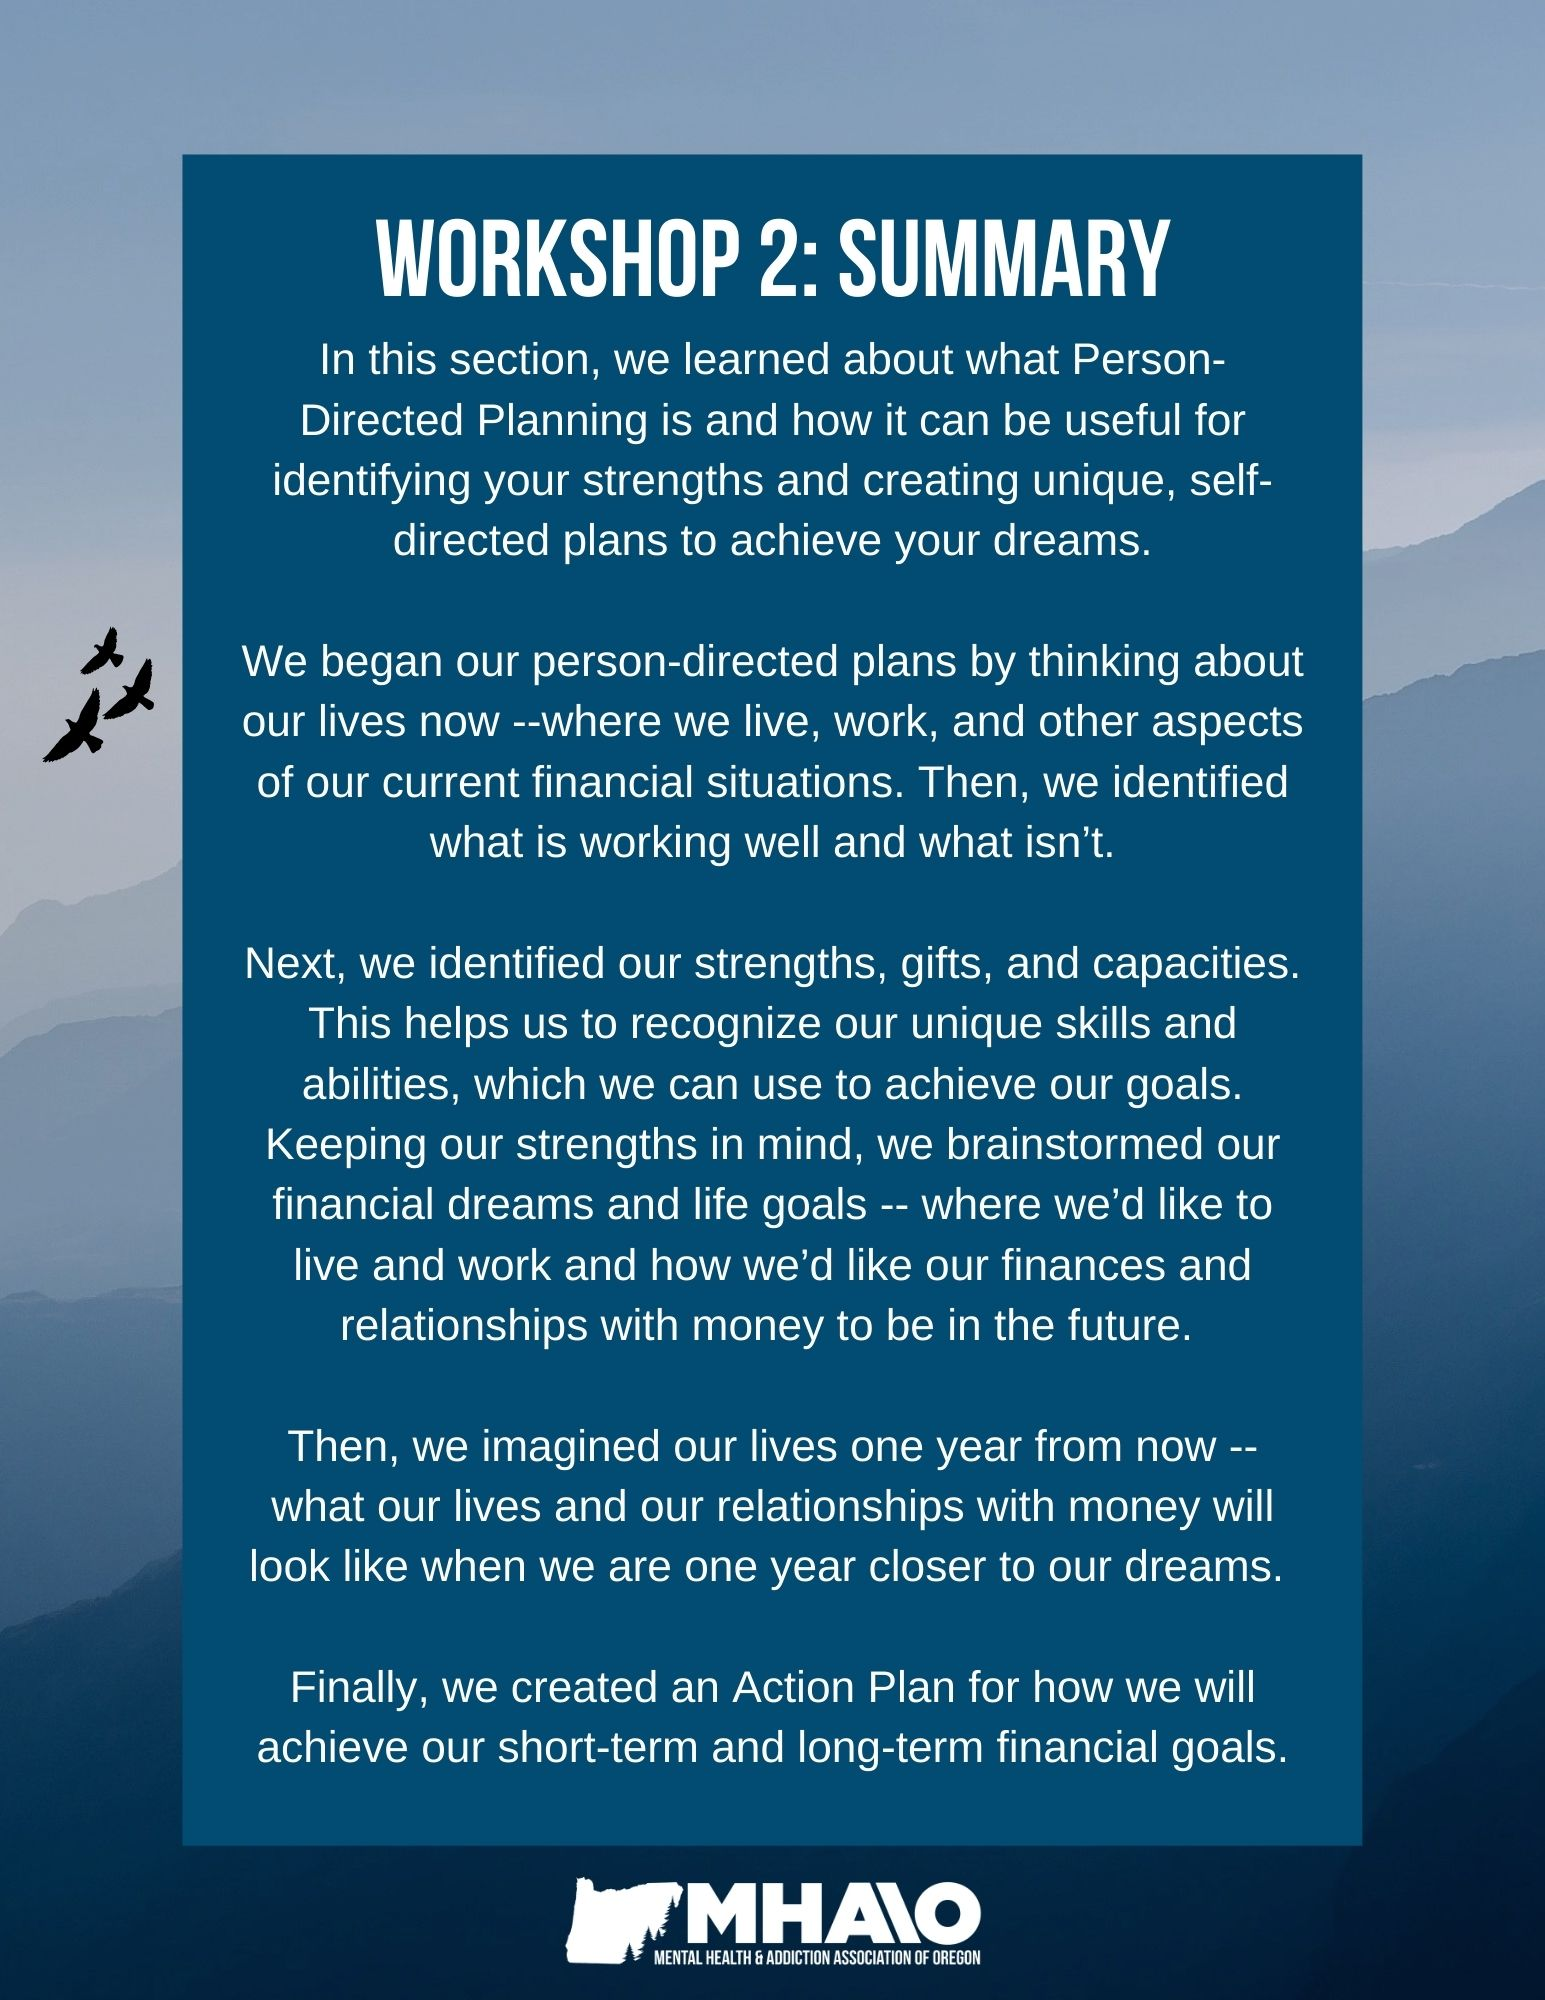 WORKSHOP 2: SUMMARY
In this section, we learned about what Person-
Directed Planning is and how it can be useful for
identifying your strengths and creating unique, self-
directed plans to achieve your dreams.
We began our person-directed plans by thinking about
our lives now --where we live, work, and other aspects
of our current financial situations. Then, we identified
what is working well and what isn’t.
Next, we identified our strengths, gifts, and capacities.
This helps us to recognize our unique skills and
abilities, which we can use to achieve our goals.
Keeping our strengths in mind, we brainstormed our
financial dreams and life goals -- where we’d like to
live and work and how we’d like our finances and
relationships with money to be in the future.
Then, we imagined our lives one year from now --
what our lives and our relationships with money will
look like when we are one year closer to our dreams.
Finally, we created an Action Plan for how we will
achieve our short-term and long-term financial goals.
MHAAO
MENTAL HEALTH & ADDICTION ASSOCIATION OF OREGON